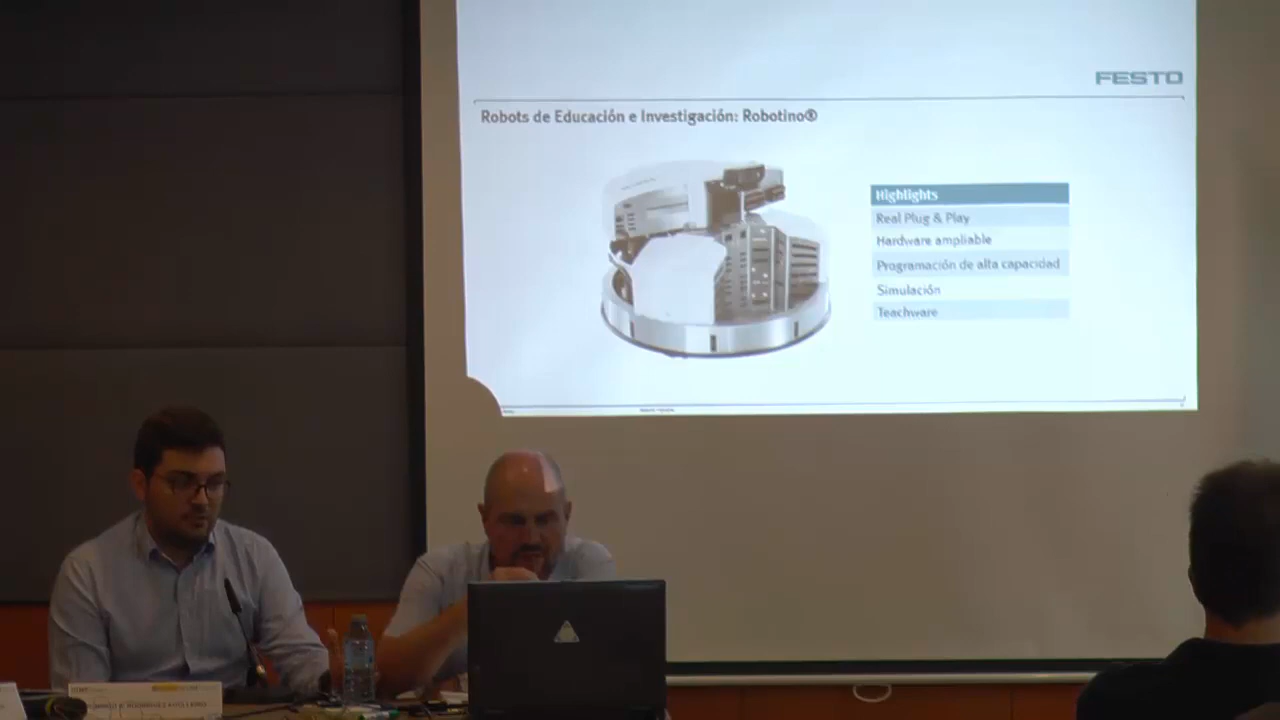 FESTO
Robots de Educación e Investigación: Robotino®
Highlights
Real Plug & Play
Hardware ampliable
Programación de alta capacidad
Simulación
Teachware